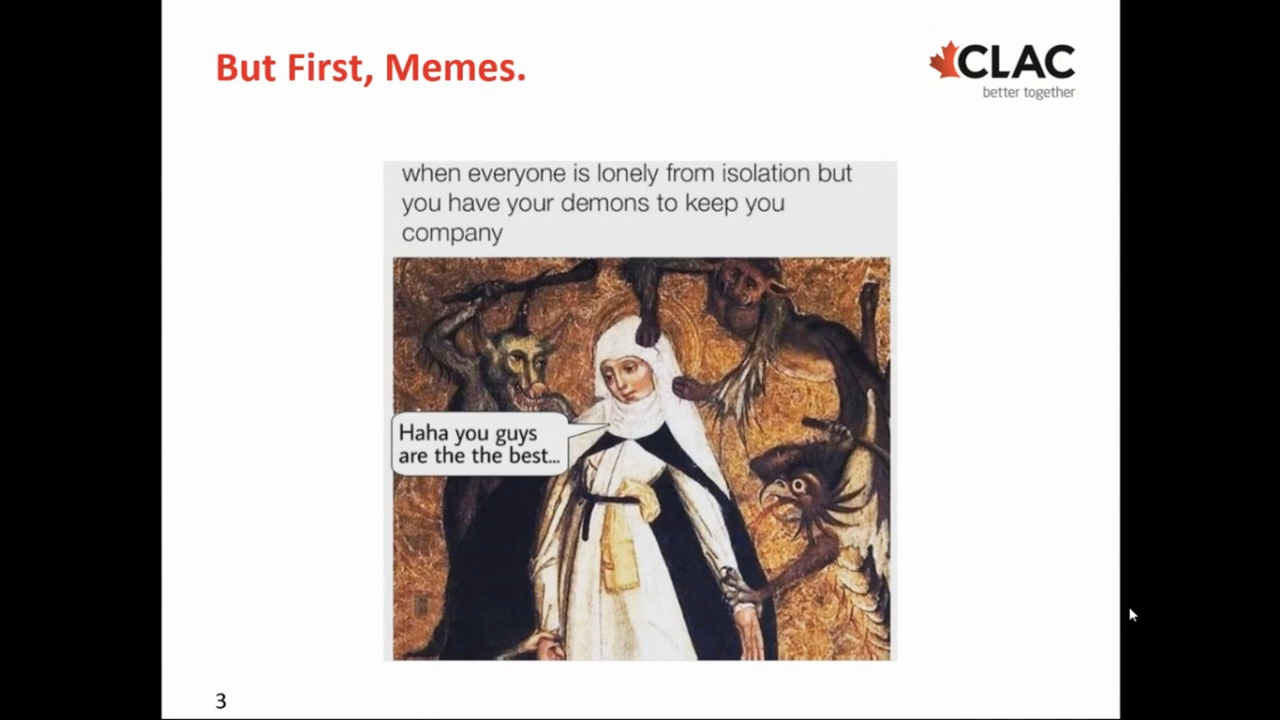 But First, Memes.
CLAC
better together
when everyone is lonely from isolation but
you have your demons to keep you
company
Haha you guys
are the the best...
3